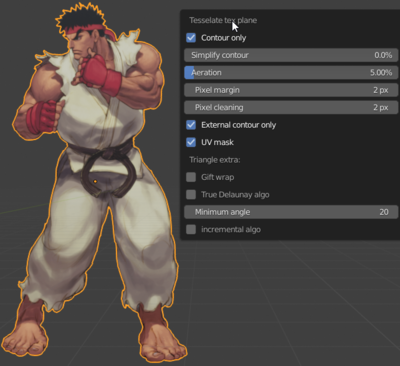 Tesselate tex plane
Contour only
Simplify contour 0.0%
Aeration 5.00%
Pixel margin 2 px
Pixel cleaning 2 px
External contour only
UV mask
Triangle extra:
Gift wrap
True Delaunay algo
Minimum angle 20
incremental algo